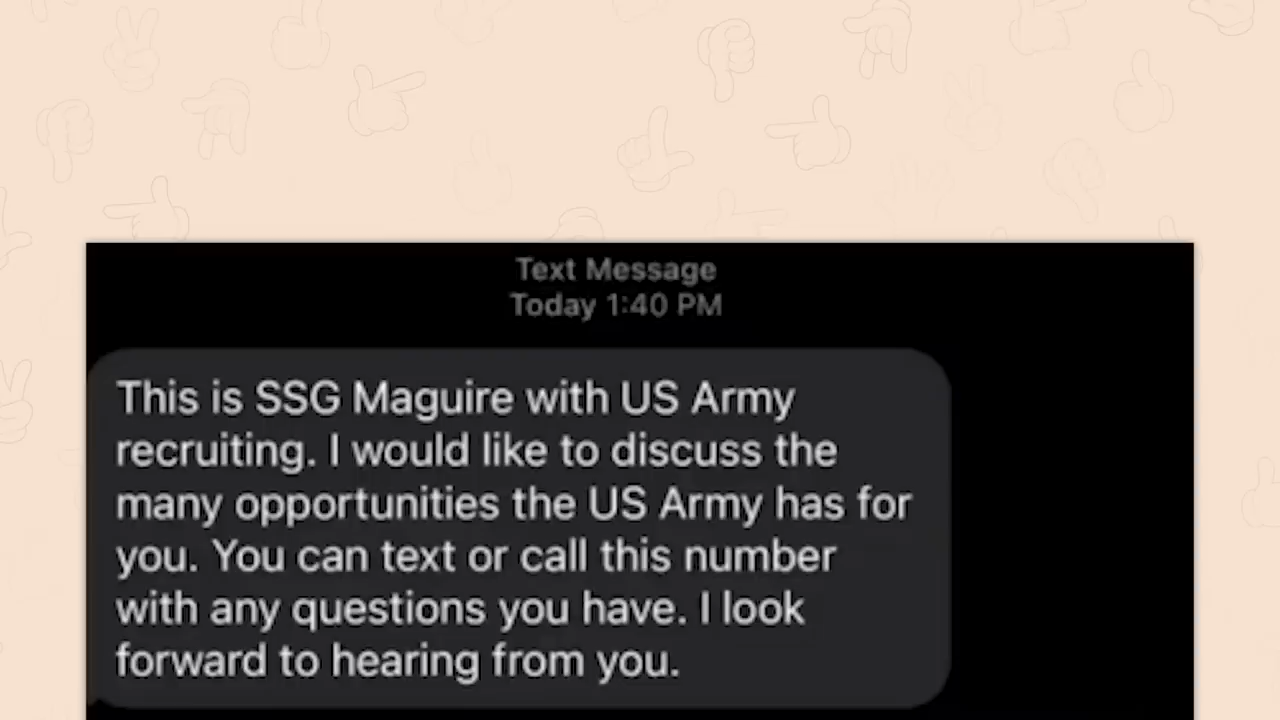 Text Message
Today 1:40 PM
This is SSG Maguire with US Army
recruiting. I would like to discuss the
many opportunities the US Army has for
you. You can text or call this number
with any questions you have. I look
forward to hearing from you.